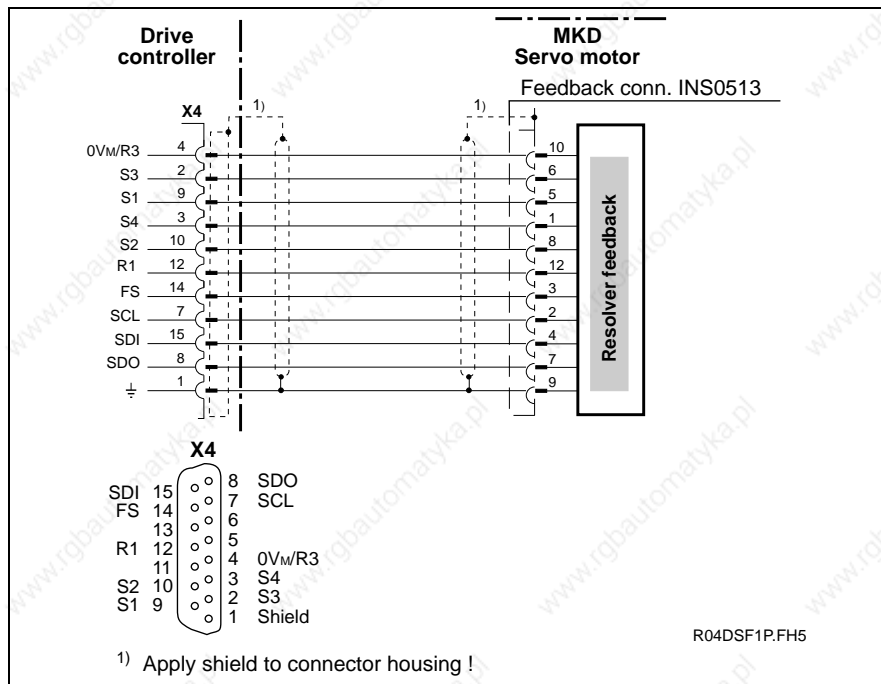 Drive
controller
MKD
Servo motor
Feedback conn. INS0513
X4
1)
1)
0VM/R3 4 10
S3 2 6
S1 9 5
S4 3 1
S2 10 8
R1 12 12
FS 14 3
SCL 7 2
SDI 15 4
SDO 8 7
1 9
Resolver feedback
X4
8 SDO
SDI 15
7 SCL
FS 14
6
13
5
R1 12
4 0VM/R3
11
3 S4
S2 10
2 S3
S1 9
1 Shield
R04DSF1P.FH5
1) Apply shield to connector housing !
www.rgbautomatyka.pl